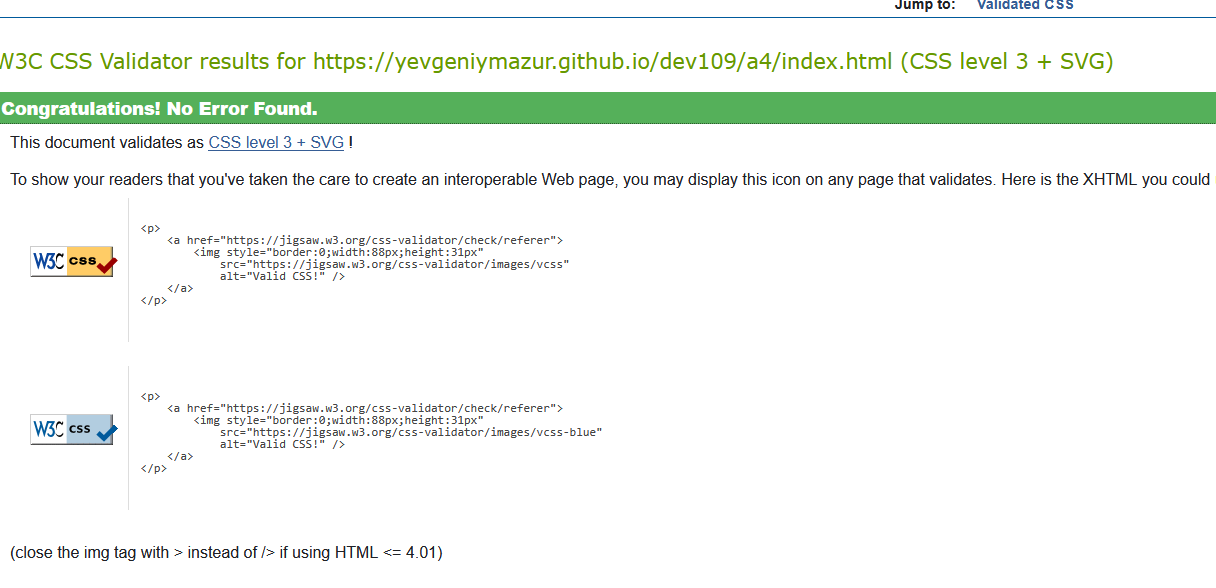 Jump to: Validated CSS
W3C CSS Validator results for https://yevgeniymazur.github.io/dev109/a4/index.html (CSS level 3 + SVG)
Congratulations! No Error Found.
This document validates as CSS level 3 + SVG !
To show your readers that you've taken the care to create an interoperable Web page, you may display this icon on any page that validates. Here is the XHTML you could
<p>
<a href="https://jigsaw.w3.org/css-validator/check/referer">
<img style="border:0;width:88px;height:31px"
W3C css
src="https://jigsaw.w3.org/css-validator/images/vcss"
alt="Valid CSS!" />
</a>
</p>
<p>
<a href="https://jigsaw.w3.org/css-validator/check/referer">
<img style="border:0;width:88px;height:31px"
W3C css
src="https://jigsaw.w3.org/css-validator/images/vcss-blue"
alt="Valid CSS!" />
</a>
</p>
(close the img tag with > instead of /> if using HTML <= 4.01)